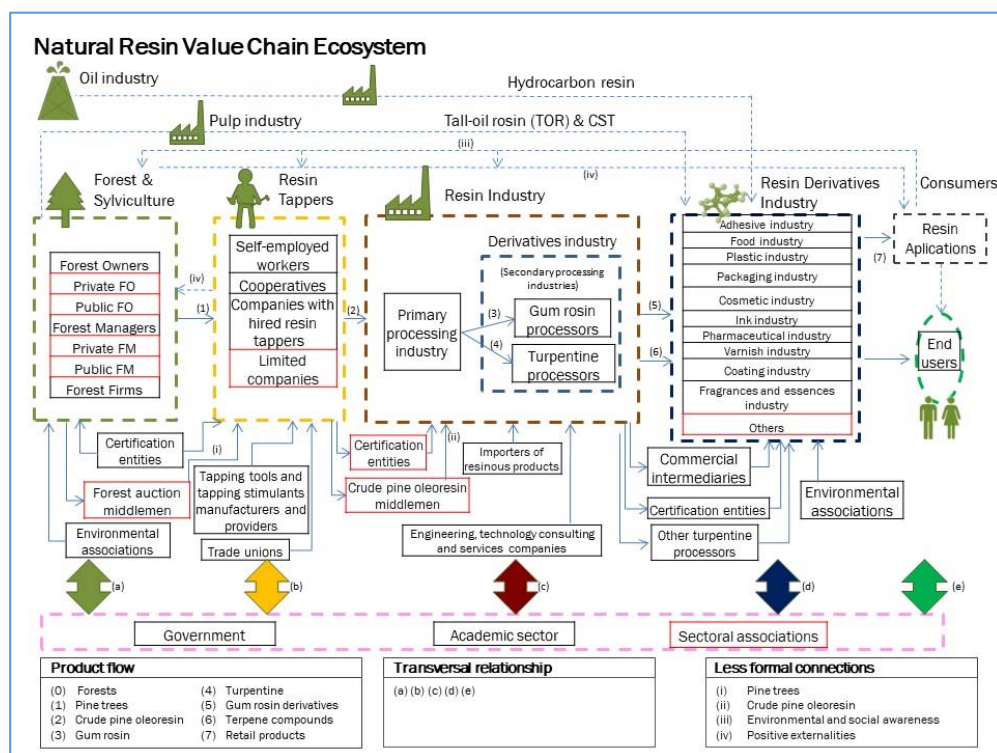 Natural Resin Value Chain Ecosystem
Oil industry
Hydrocarbon resin
Pulp industry
Tall-oil rosin (TOR) & CST
(iii)
(iv)
Forest &
Sylviculture
Resin
Tappers
Resin Industry
Resin Derivatives
Industry
Consumers
Forest Owners
Private FO
Public FO
Forest Managers
Private FM
Public FM
Forest Firms
(iv)
(1)
Self-employed
workers
Cooperatives
Companies with
hired resin
tappers
Limited
companies
(2)
Primary
processing
industry
Derivatives industry
(Secondary processing
industries)
(3)
Gum rosin
processors
(4)
Turpentine
processors
(5)
(6)
Adhesive industry
Food industry
Plastic industry
Packaging industry
Cosmetic industry
Ink industry
Pharmaceutical industry
Varnish industry
Coating industry
Fragrances and essences
industry
Others
(7)
Resin
Aplications
End
users
Certification
entities
(i)
Forest auction
middlemen
Environmental
associations
Tapping tools and
tapping stimulants
manufacturers and
providers
Trade unions
Certification
entities
(ii)
Crude pine oleoresin
middlemen
Importers of
resinous products
Engineering, technology consulting
and services companies
Commercial
intermediaries
Certification entities
Other turpentine
processors
Environmental
associations
(a)
(b)
(c)
(d)
(e)
Government
Academic sector
Sectoral associations
Product flow
(0) Forests
(1) Pine trees
(2) Crude pine oleoresin
(3) Gum rosin
(4) Turpentine
(5) Gum rosin derivatives
(6) Terpene compounds
(7) Retail products
Transversal relationship
(a) (b) (c) (d) (e)
Less formal connections
(i) Pine trees
(ii) Crude pine oleoresin
(iii) Environmental and social awareness
(iv) Positive externalities